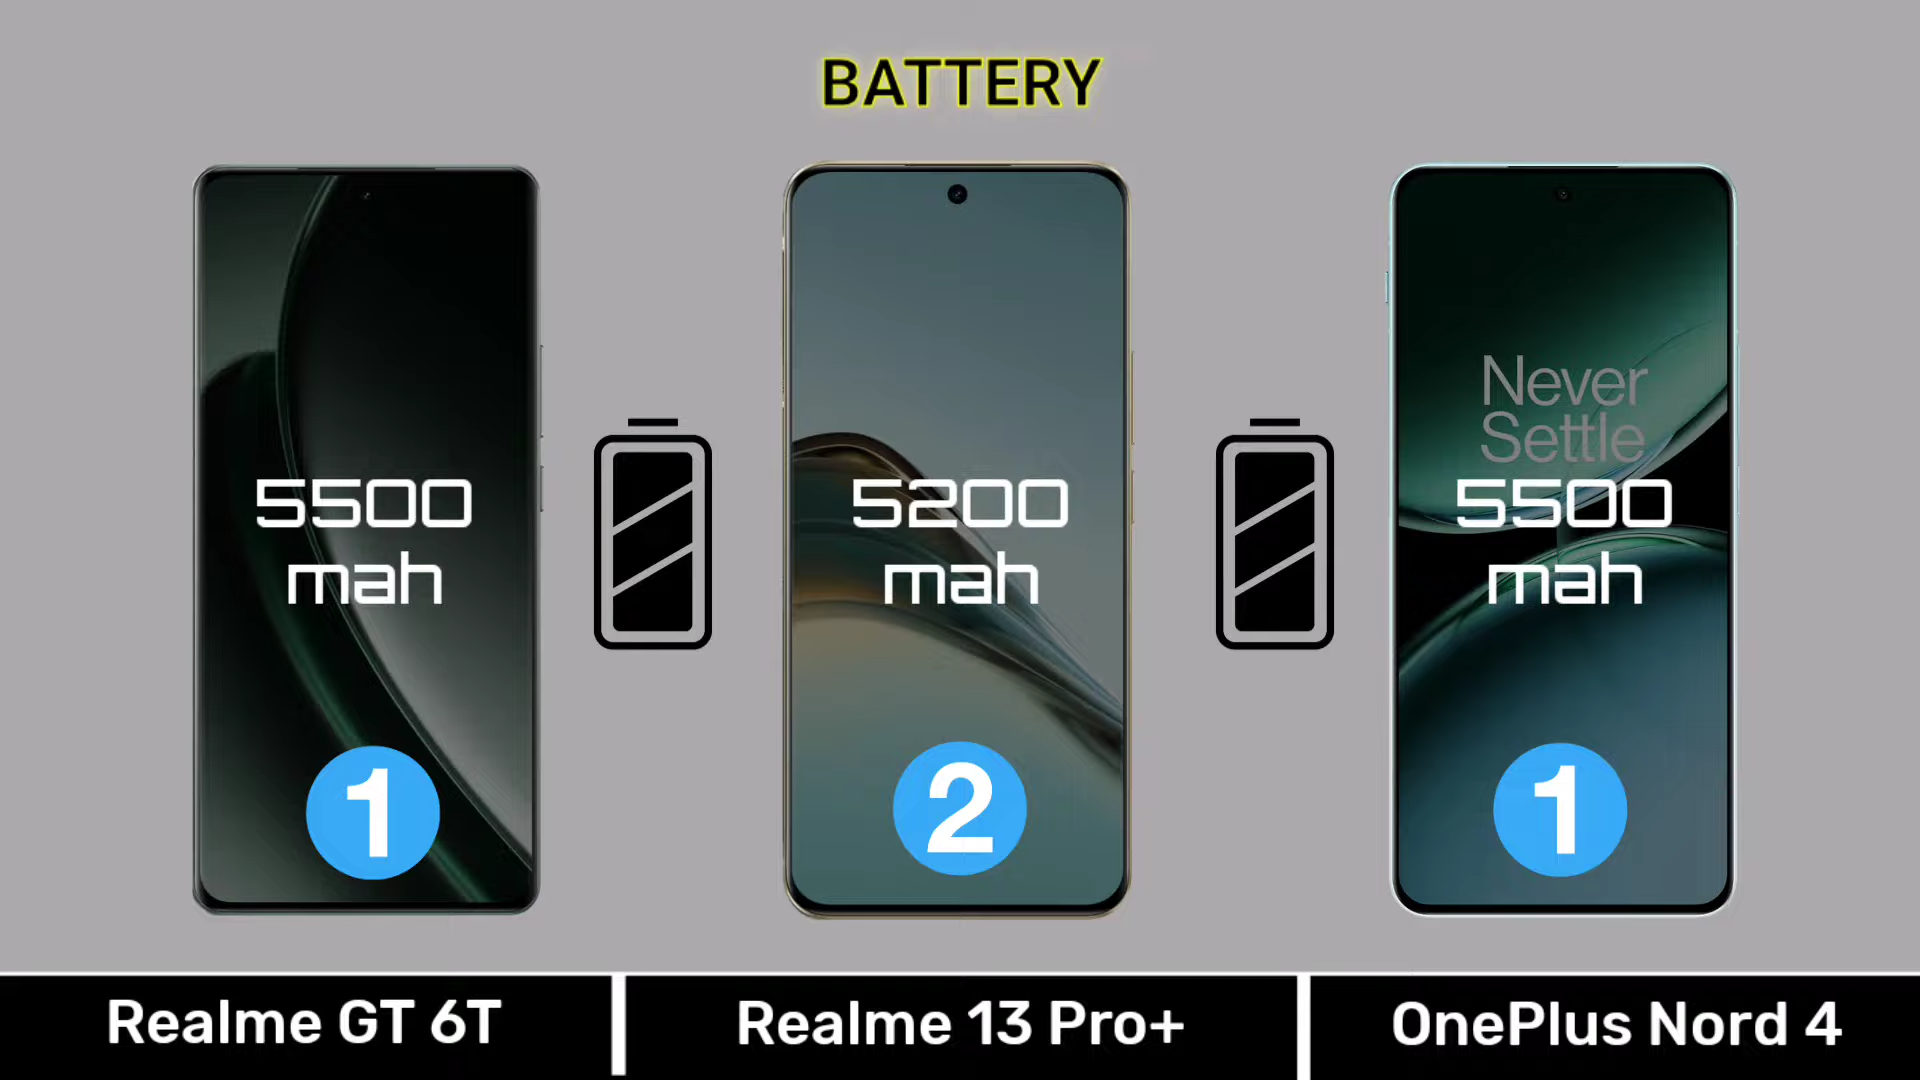 BATTERY
5500
mah
1
5200
mah
2
Never
Settle
5500
mah
1
Realme GT 6T
Realme 13 Pro+
OnePlus Nord 4